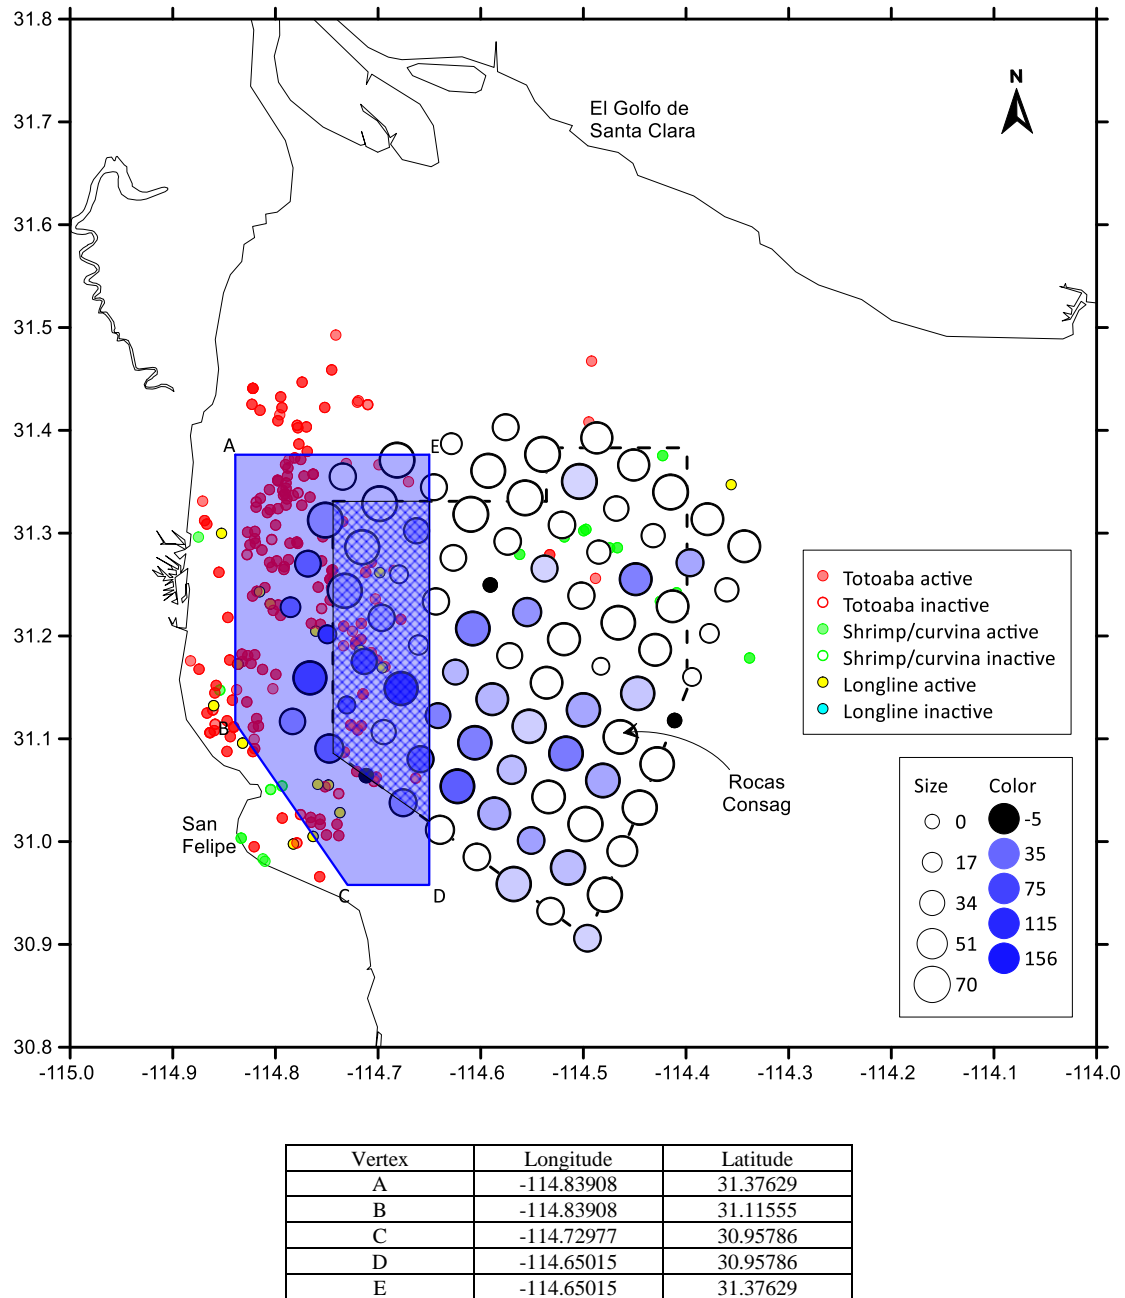 31.8
31.7
31.6
31.5
31.4
31.3
31.2
31.1
31.0
30.9
30.8
-115.0 -114.9 -114.8 -114.7 -114.6 -114.5 -114.4 -114.3 -114.2 -114.1 -114.0
El Golfo de
Santa Clara
N
A
E
B
C
D
San
Felipe
Rocas
Consag
Totoaba active
Totoaba inactive
Shrimp/curvina active
Shrimp/curvina inactive
Longline active
Longline inactive
Size Color
0 -5
17 35
34 75
51 115
70 156
Vertex Longitude Latitude
A -114.83908 31.37629
B -114.83908 31.11555
C -114.72977 30.95786
D -114.65015 30.95786
E -114.65015 31.37629